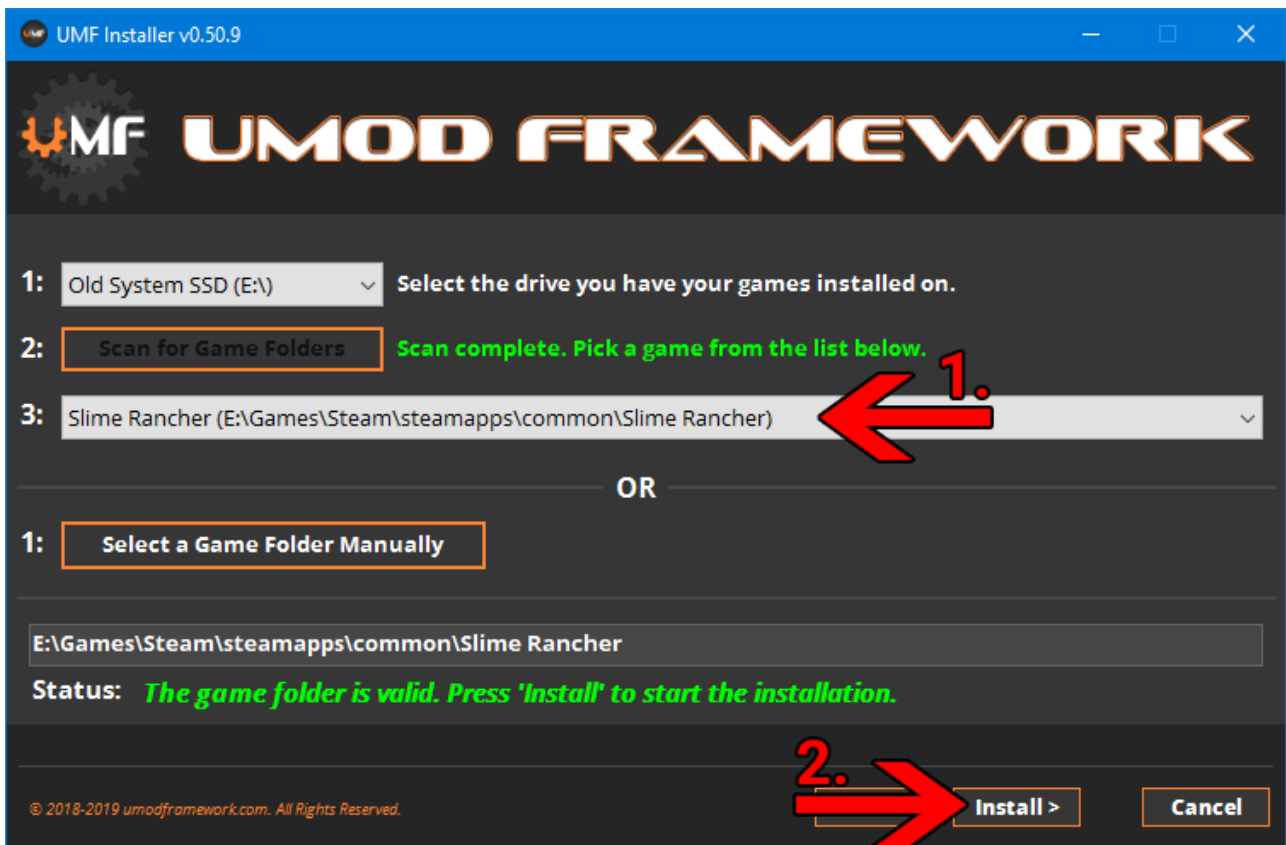 UMF Installer v0.50.9
UMF UMOD FRAMEWORK
1: Old System SSD (E:\) Select the drive you have your games installed on.
2: Scan for Game Folders Scan complete. Pick a game from the list below.
1.
3: Slime Rancher (E:\Games\Steam\steamapps\common\Slime Rancher)
OR
1: Select a Game Folder Manually
E:\Games\Steam\steamapps\common\Slime Rancher
Status: The game folder is valid. Press 'Install' to start the installation.
2.
© 2018-2019 umodframework.com. All Rights Reserved.
Install > Cancel